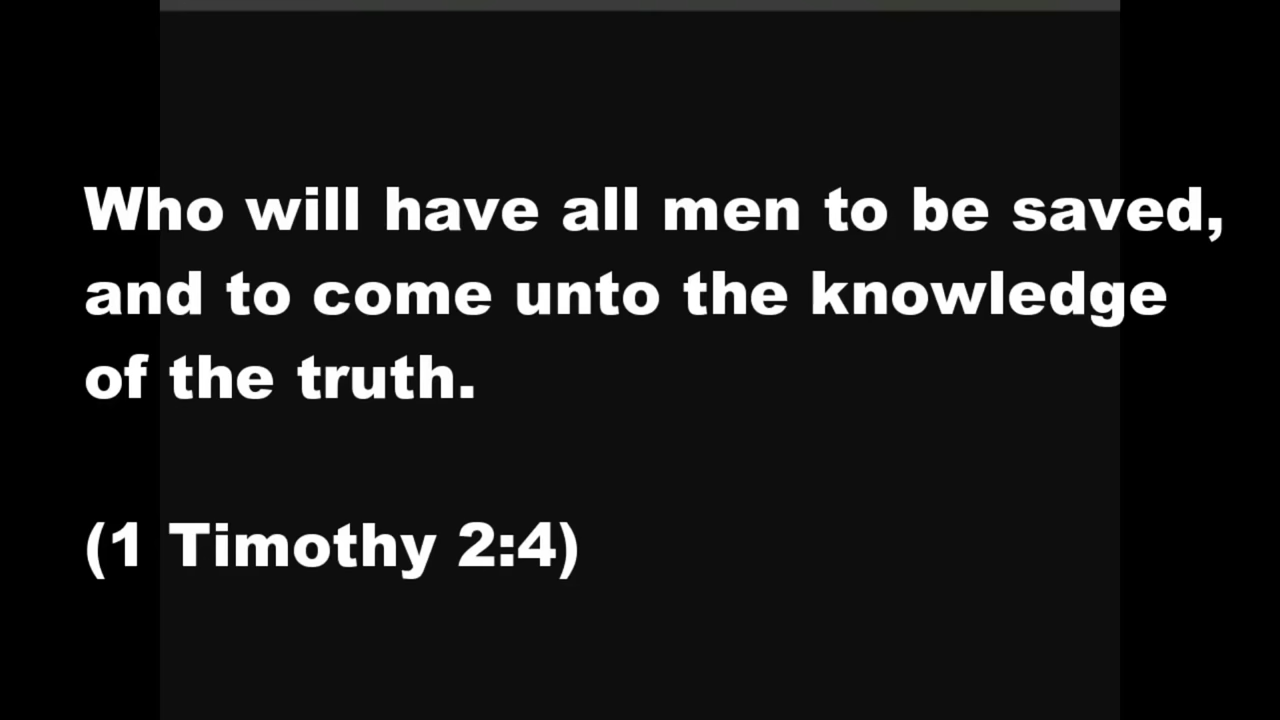 Who will have all men to be saved,
and to come unto the knowledge
of the truth.
(1 Timothy 2:4)